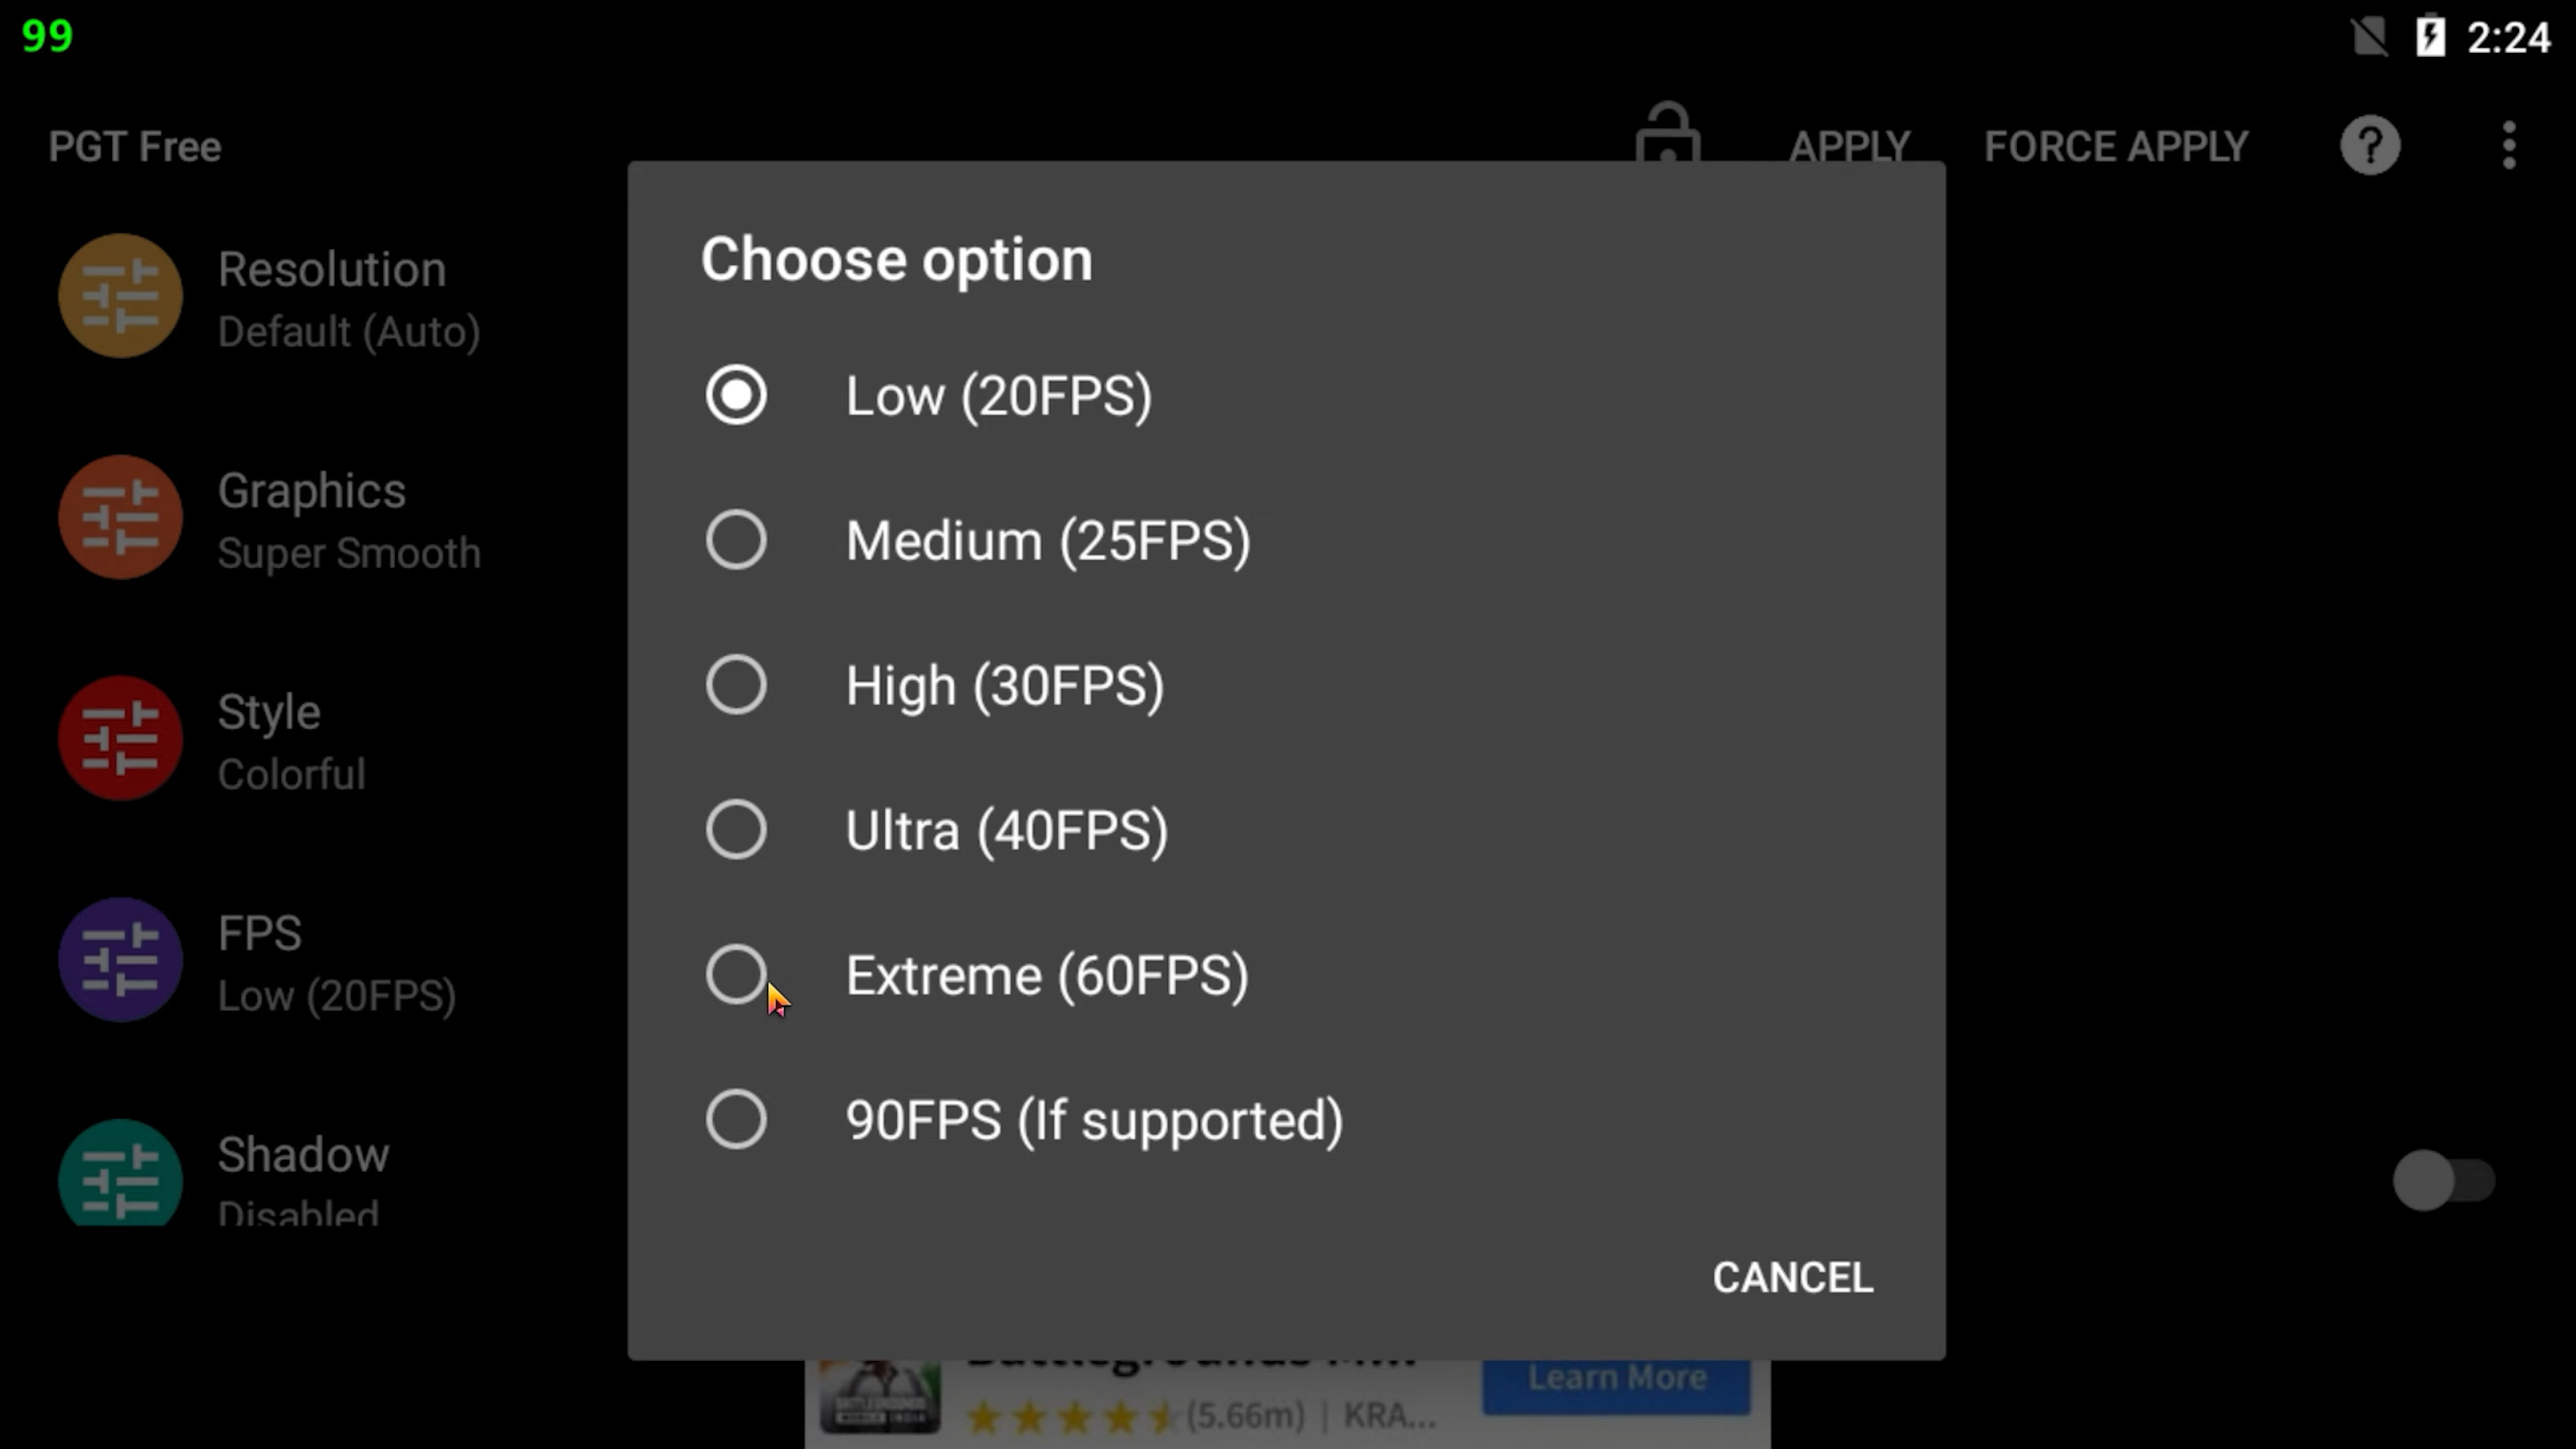 99
2:24
PGT Free
APPLY
FORCE APPLY
Choose option
Resolution
Default (Auto)
Graphics
Super Smooth
Style
Colorful
FPS
Low (20FPS)
Shadow
Disabled
Low (20FPS)
Medium (25FPS)
High (30FPS)
Ultra (40FPS)
Extreme (60FPS)
90FPS (If supported)
CANCEL
Learn More
(5.66m) | KRA...